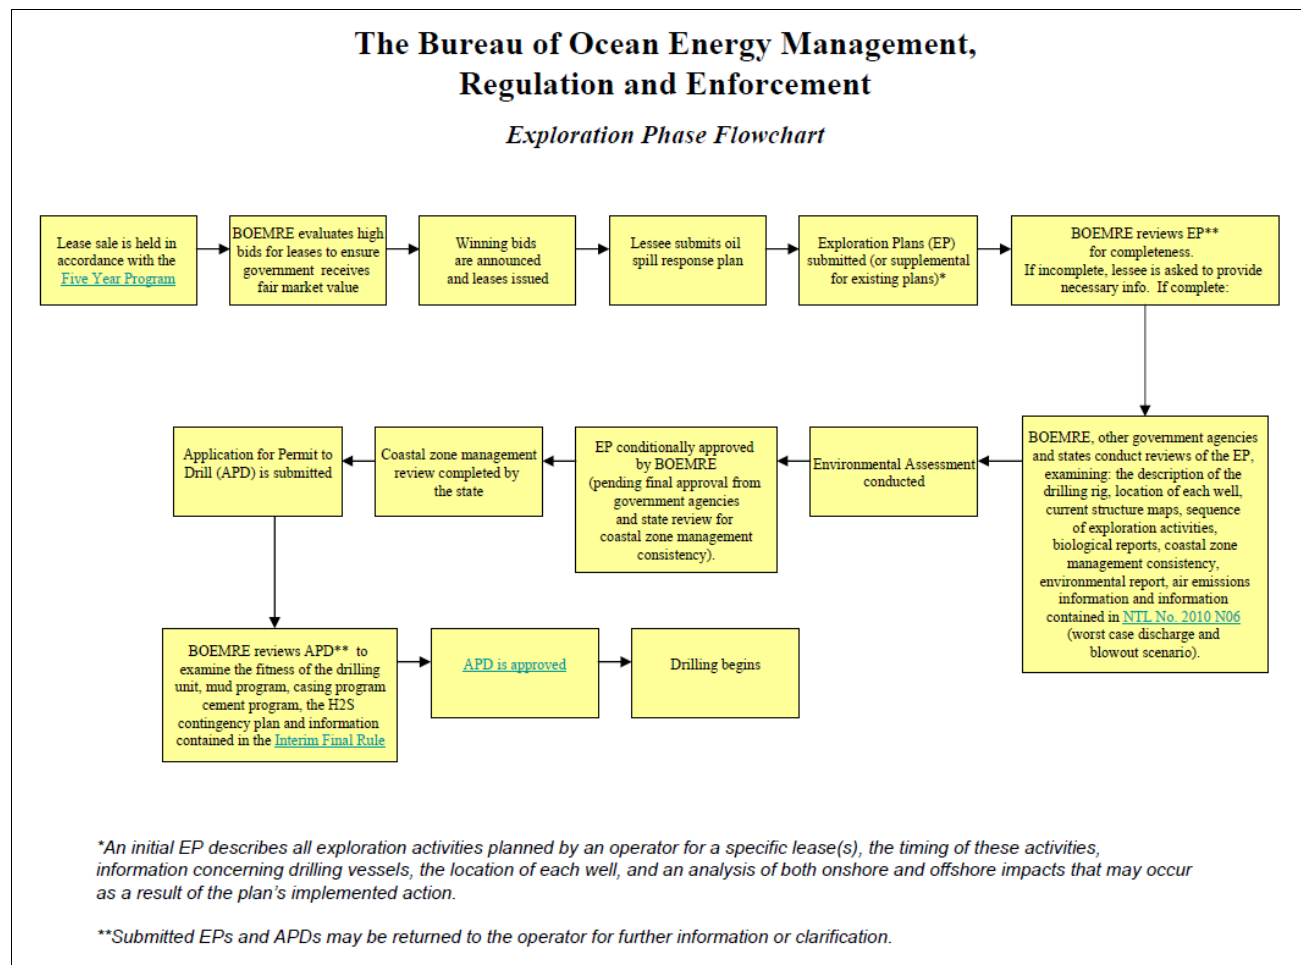 The Bureau of Ocean Energy Management,
Regulation and Enforcement
Exploration Phase Flowchart
Lease sale is held in
accordance with the
Five Year Program
BOEMRE evaluates high
bids for leases to ensure
government receives
fair market value
Winning bids
are announced
and leases issued
Lessee submits oil
spill response plan
Exploration Plans (EP)
submitted (or supplemental
for existing plans)*
BOEMRE reviews EP**
for completeness.
If incomplete, lessee is asked to provide
necessary info. If complete:
BOEMRE, other government agencies
and states conduct reviews of the EP,
examining: the description of the
drilling rig, location of each well,
current structure maps, sequence
of exploration activities,
biological reports, coastal zone
management consistency,
environmental report, air emissions
information and information
contained in NTL No. 2010 N06
(worst case discharge and
blowout scenario).
Environmental Assessment
conducted
EP conditionally approved
by BOEMRE
(pending final approval from
government agencies
and state review for
coastal zone management
consistency).
Coastal zone management
review completed by
the state
Application for Permit to
Drill (APD) is submitted
BOEMRE reviews APD** to
examine the fitness of the drilling
unit, mud program, casing program
cement program, the H2S
contingency plan and information
contained in the Interim Final Rule
APD is approved
Drilling begins
*An initial EP describes all exploration activities planned by an operator for a specific lease(s), the timing of these activities,
information concerning drilling vessels, the location of each well, and an analysis of both onshore and offshore impacts that may occur
as a result of the plan's implemented action.
**Submitted EPs and APDs may be returned to the operator for further information or clarification.